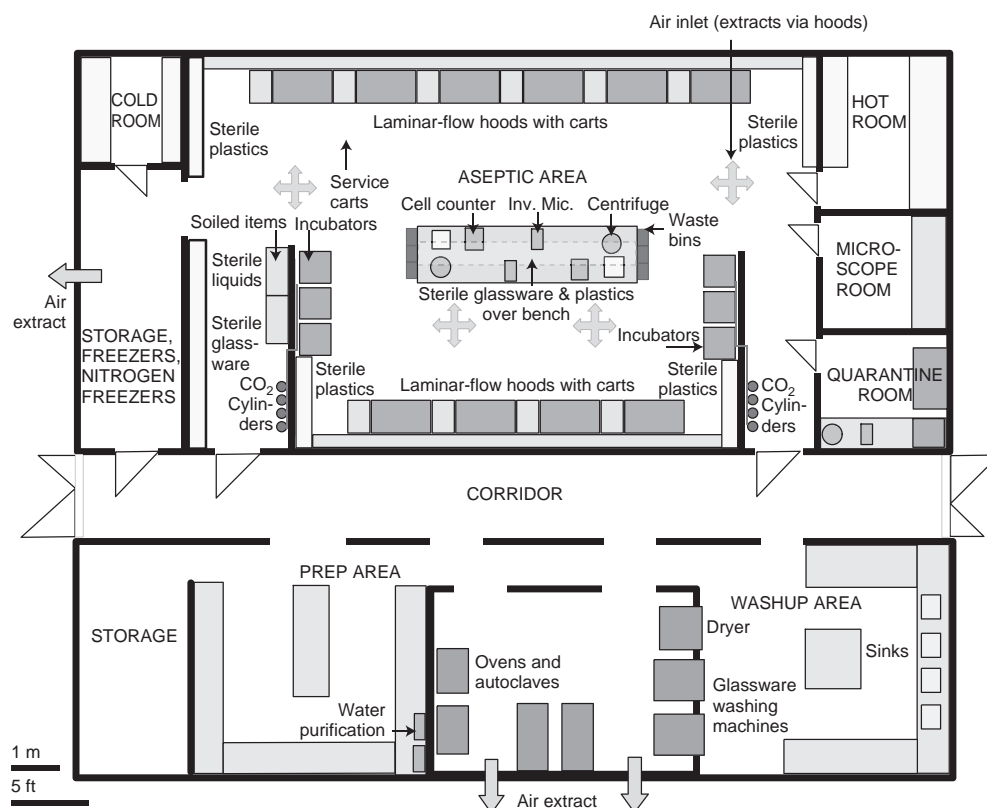 Air inlet (extracts via hoods)
COLD
ROOM
HOT
ROOM
Laminar-flow hoods with carts
Sterile
plastics
Sterile
plastics
Service
carts
ASEPTIC AREA
Cell counter
Inv. Mic.
Centrifuge
Waste
bins
Soiled items
Incubators
MICRO-
SCOPE
ROOM
Sterile
liquids
Sterile glassware & plastics
over bench
Air
extract
Sterile
glass-
ware
STORAGE,
FREEZERS,
NITROGEN
FREEZERS
Incubators
Sterile
plastics
Sterile
plastics
QUARANTINE
ROOM
CO2
Cylin-
ders
Laminar-flow hoods with carts
CO2
Cylin-
ders
CORRIDOR
PREP AREA
WASHUP AREA
STORAGE
Dryer
Sinks
Ovens and
autoclaves
Glassware
washing
machines
Water
purification
1 m
5 ft
Air extract